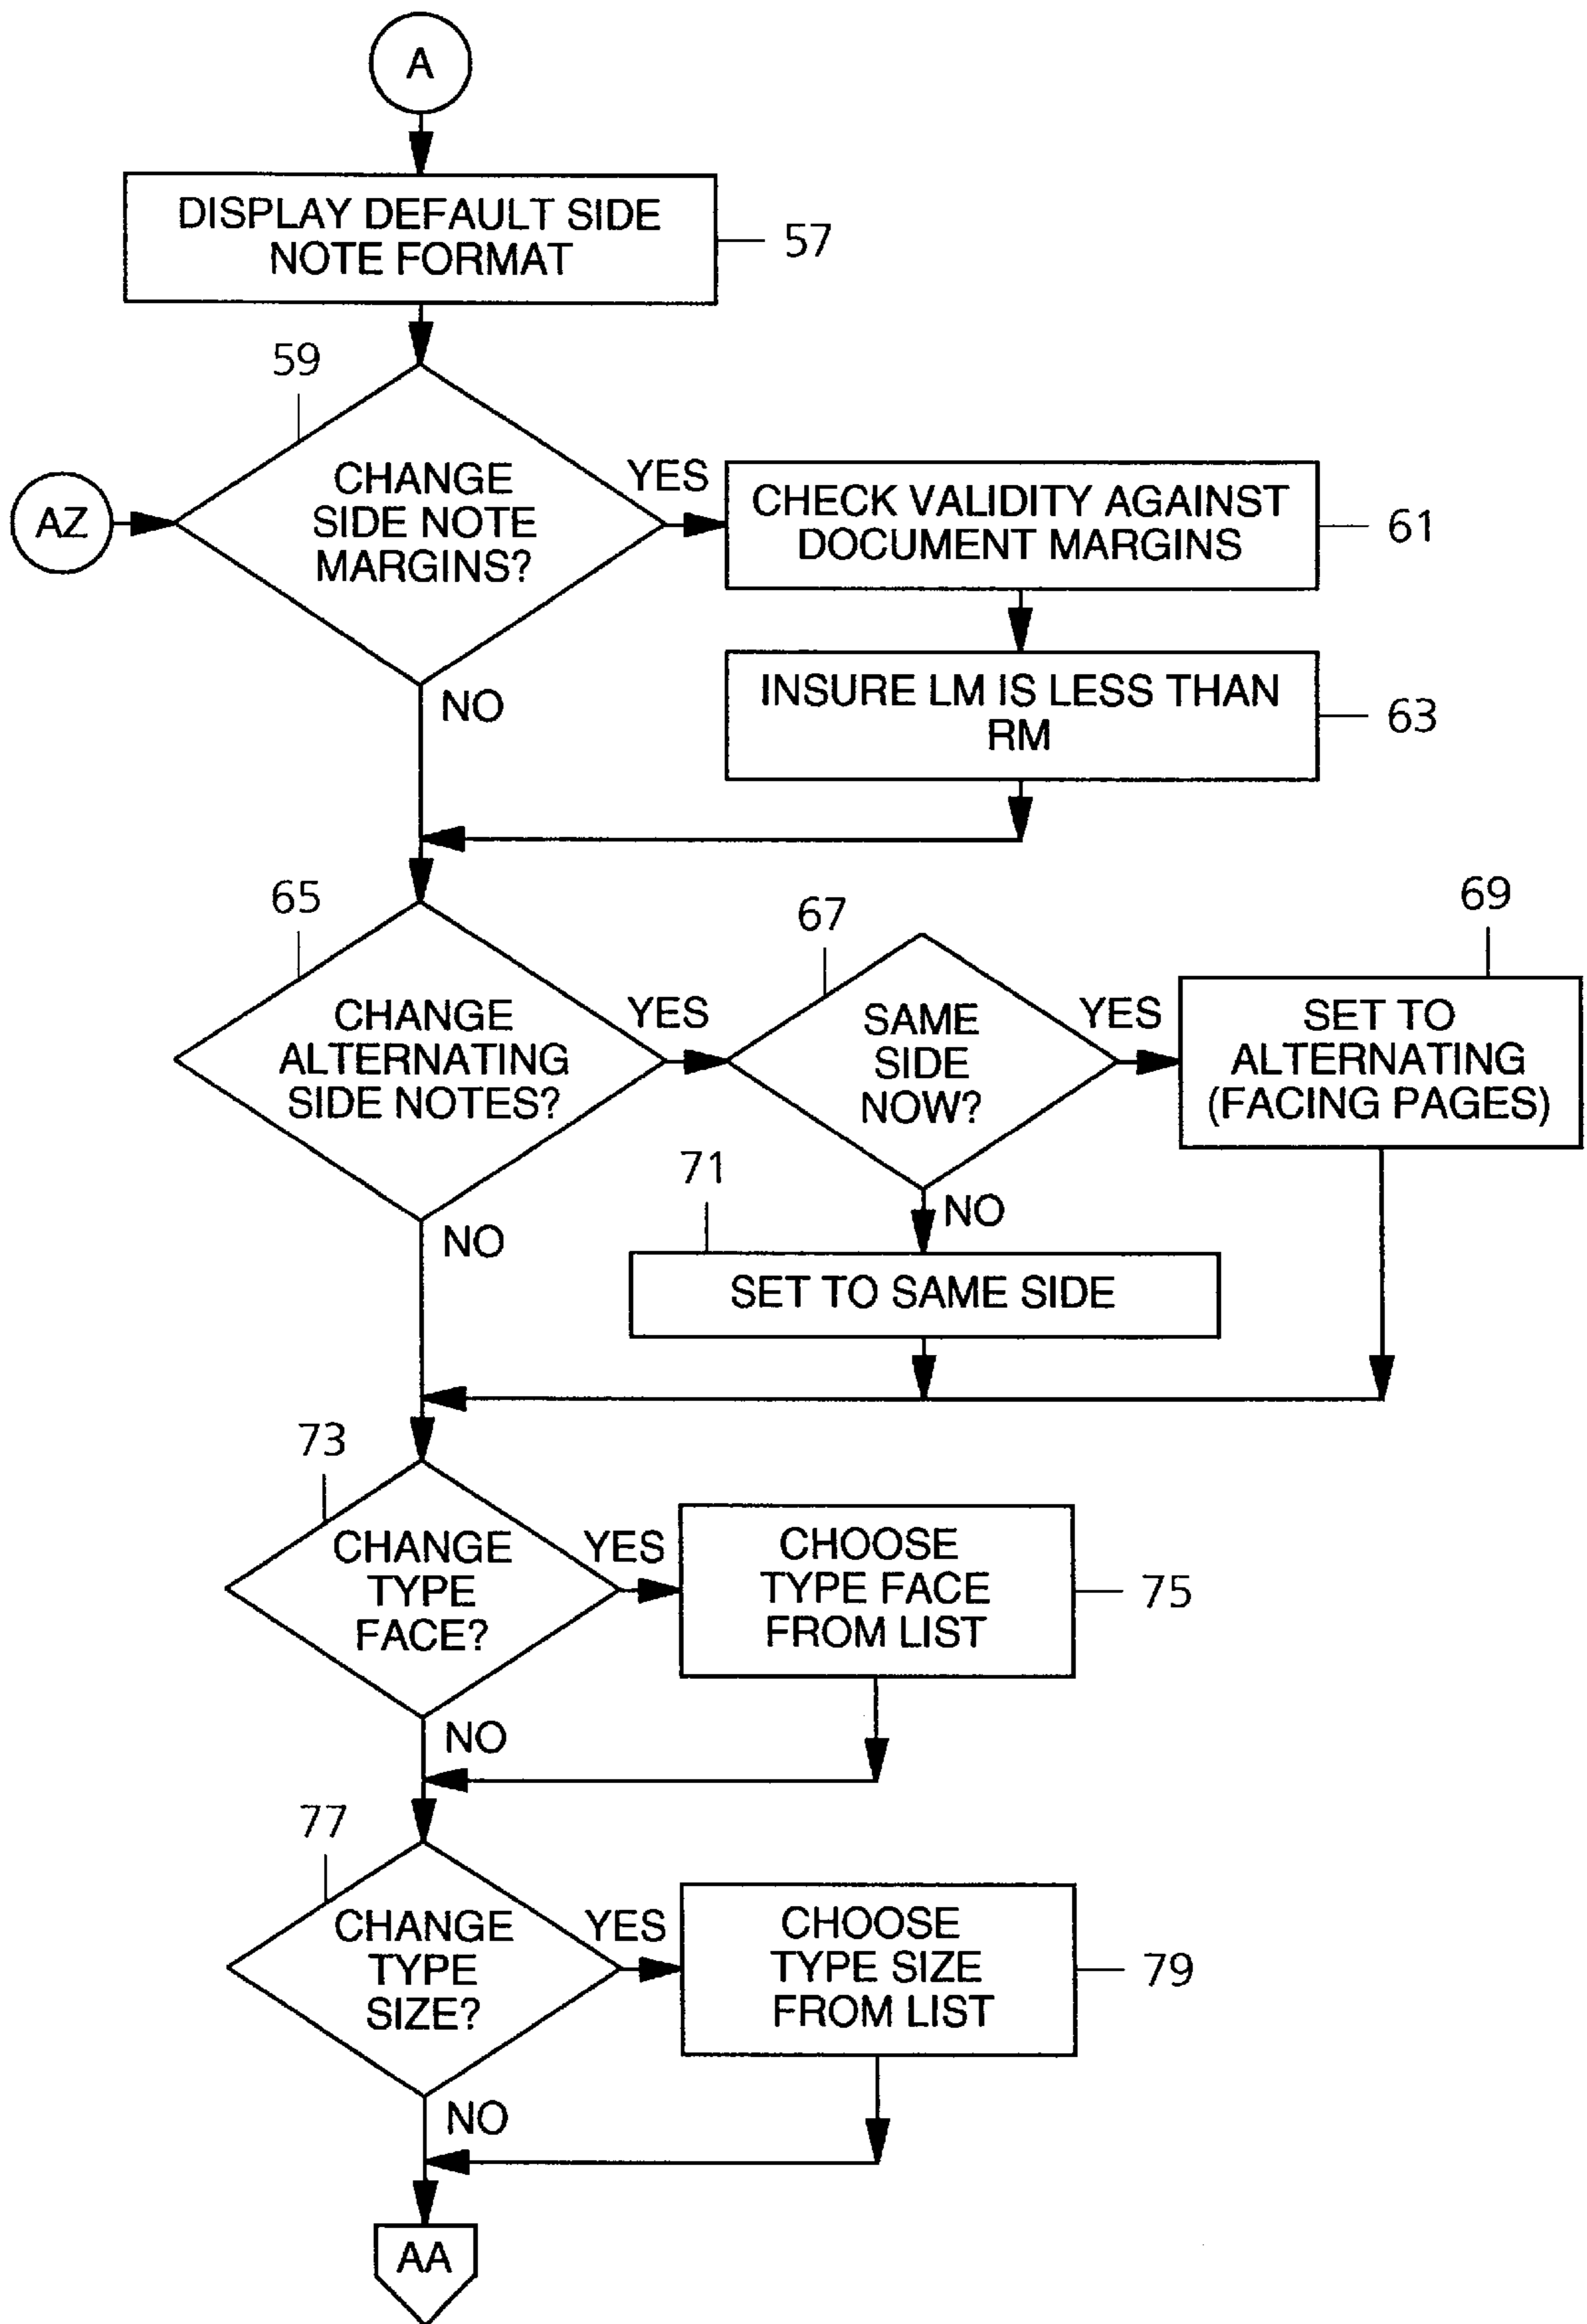 A
DISPLAY DEFAULT SIDE
NOTE FORMAT
57
59
AZ
CHANGE
SIDE NOTE
MARGINS?
YES
NO
CHECK VALIDITY AGAINST
DOCUMENT MARGINS
61
INSURE LM IS LESS THAN
RM
63
65
CHANGE
ALTERNATING
SIDE NOTES?
YES
NO
67
SAME
SIDE
NOW?
YES
NO
69
SET TO
ALTERNATING
(FACING PAGES)
71
SET TO SAME SIDE
73
CHANGE
TYPE
FACE?
YES
NO
CHOOSE
TYPE FACE
FROM LIST
75
77
CHANGE
TYPE
SIZE?
YES
NO
CHOOSE
TYPE SIZE
FROM LIST
79
AA